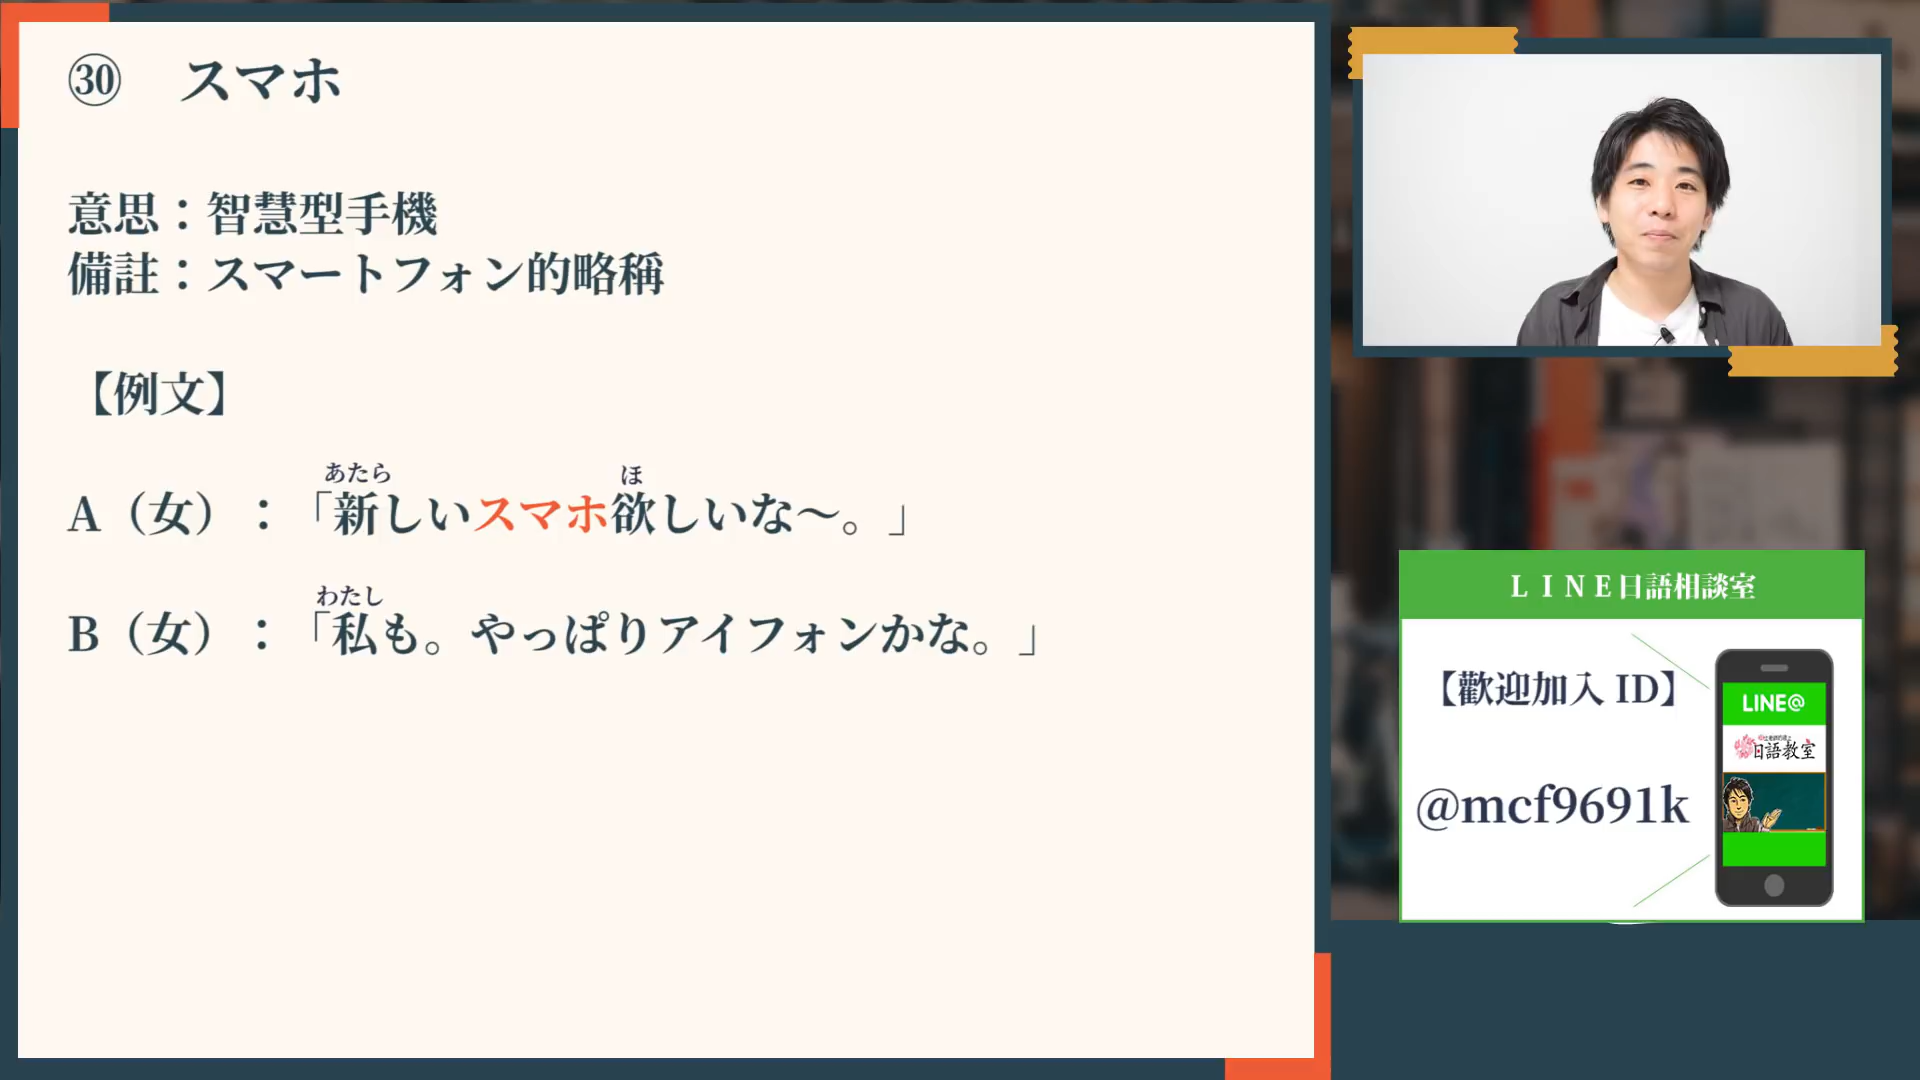 ㉚　スマホ
意思：智慧型手機
備註：スマートフォン的略稱
【例文】
あたら　ほ
A（女）：「新しいスマホ欲しいな～。」
わたし
B（女）：「私も。やっぱりアイフォンかな。」
ＬＩＮＥ日語相談室
【歡迎加入 ID】
@mcf9691k
LINE@
日語教室